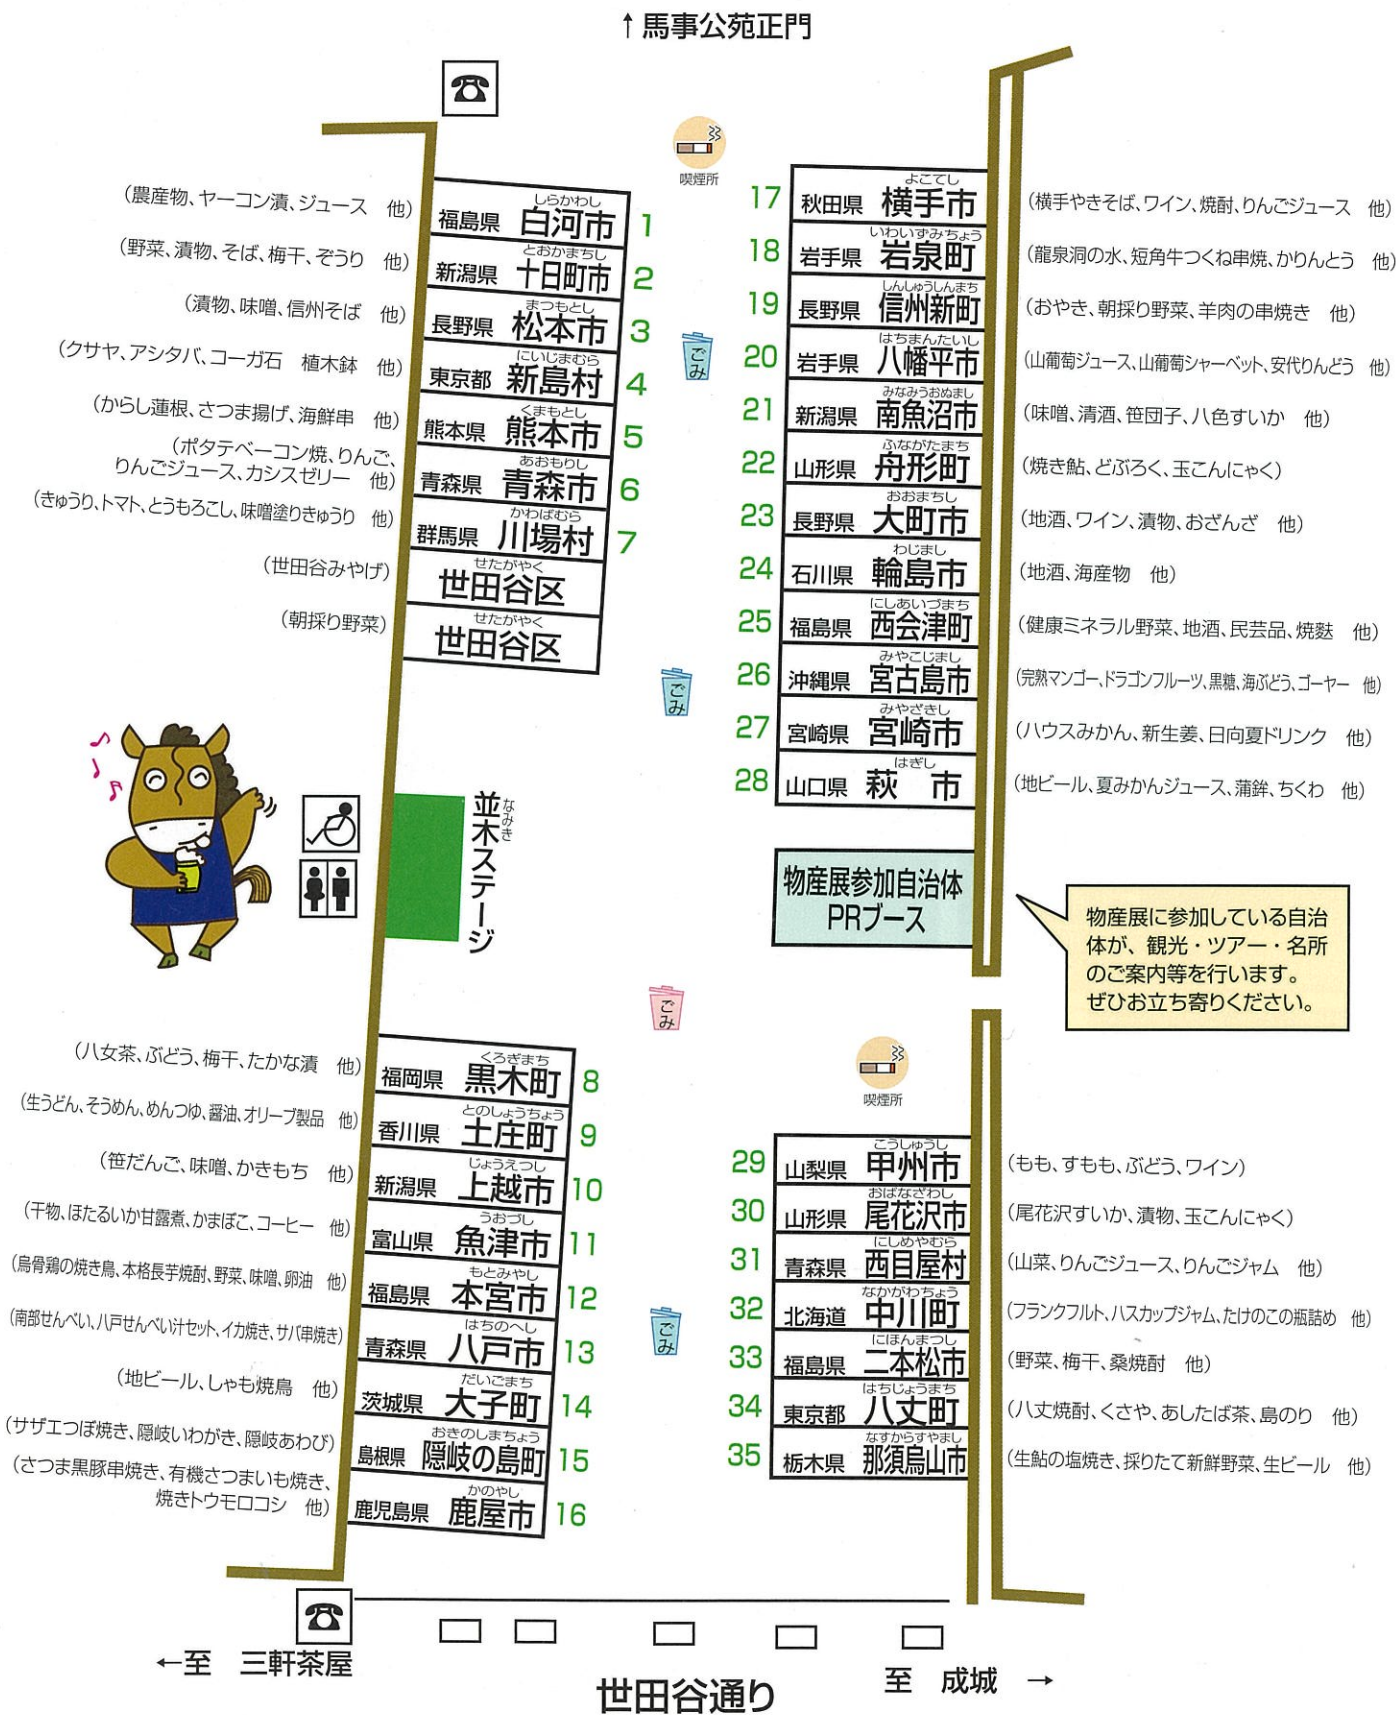 ↑馬事公苑正門
喫煙所
(農産物、ヤーコン漬、ジュース 他)
福島県 白河市 しらかわし 1
(野菜、漬物、そば、梅干、ぞうり 他)
新潟県 十日町市 とおかまちし 2
(漬物、味噌、信州そば 他)
長野県 松本市 まつもとし 3
(クサヤ、アシタバ、コーガ石 植木鉢 他)
東京都 新島村 にいじまむら 4
(からし蓮根、さつま揚げ、海鮮串 他)
熊本県 熊本市 くまもとし 5
(ポタテベーコン焼、りんご、
りんごジュース、カシスゼリー 他)
青森県 青森市 あおもりし 6
(きゅうり、トマト、とうもろこし、味噌塗りきゅうり 他)
群馬県 川場村 かわばむら 7
(世田谷みやげ)
世田谷区 せたがやく
(朝採り野菜)
世田谷区 せたがやく
ごみ
ごみ
17 秋田県 横手市 よこてし
(横手やきそば、ワイン、焼酎、りんごジュース 他)
18 岩手県 岩泉町 いわいずみちょう
(龍泉洞の水、短角牛つくね串焼、かりんとう 他)
19 長野県 信州新町 しんしゅうしんまち
(おやき、朝採り野菜、羊肉の串焼き 他)
20 岩手県 八幡平市 はちまんたいし
(山葡萄ジュース、山葡萄シャーベット、安代りんどう 他)
21 新潟県 南魚沼市 みなみうおぬまし
(味噌、清酒、笹団子、八色すいか 他)
22 山形県 舟形町 ふながたまち
(焼き鮎、どぶろく、玉こんにゃく)
23 長野県 大町市 おおまちし
(地酒、ワイン、漬物、おざんざ 他)
24 石川県 輪島市 わじまし
(地酒、海産物 他)
25 福島県 西会津町 にしあいづまち
(健康ミネラル野菜、地酒、民芸品、焼麩 他)
26 沖縄県 宮古島市 みやこじまし
(完熟マンゴー、ドラゴンフルーツ、黒糖、海ぶどう、ゴーヤー 他)
27 宮崎県 宮崎市 みやざきし
(ハウスみかん、新生姜、日向夏ドリンク 他)
28 山口県 萩 市 はぎし
(地ビール、夏みかんジュース、蒲鉾、ちくわ 他)
並木ステージ なみき
物産展参加自治体
PRブース
物産展に参加している自治
体が、観光・ツアー・名所
のご案内等を行います。
ぜひお立ち寄りください。
ごみ
喫煙所
(八女茶、ぶどう、梅干、たかな漬 他)
福岡県 黒木町 くろぎまち 8
(生うどん、そうめん、めんつゆ、醤油、オリーブ製品 他)
香川県 土庄町 とのしょうちょう 9
(笹だんご、味噌、かきもち 他)
新潟県 上越市 じょうえつし 10
(干物、ほたるいか甘露煮、かまぼこ、コーヒー 他)
富山県 魚津市 うおづし 11
(烏骨鶏の焼き鳥、本格長芋焼酎、野菜、味噌、卵油 他)
福島県 本宮市 もとみやし 12
(南部せんべい、八戸せんべい汁セット、イカ焼き、サバ串焼き)
青森県 八戸市 はちのへし 13
(地ビール、しゃも焼鳥 他)
茨城県 大子町 だいごまち 14
(サザエつぼ焼き、隠岐いわがき、隠岐あわび)
島根県 隠岐の島町 おきのしまちょう 15
(さつま黒豚串焼き、有機さつまいも焼き、
焼きトウモロコシ 他)
鹿児島県 鹿屋市 かのやし 16
ごみ
29 山梨県 甲州市 こうしゅうし
(もも、すもも、ぶどう、ワイン)
30 山形県 尾花沢市 おばなざわし
(尾花沢すいか、漬物、玉こんにゃく)
31 青森県 西目屋村 にしめやむら
(山菜、りんごジュース、りんごジャム 他)
32 北海道 中川町 なかがわちょう
(フランクフルト、ハスカップジャム、たけのこの瓶詰め 他)
33 福島県 二本松市 にほんまつし
(野菜、梅干、桑焼酎 他)
34 東京都 八丈町 はちじょうまち
(八丈焼酎、くさや、あしたば茶、島のり 他)
35 栃木県 那須烏山市 なすからすやまし
(生鮎の塩焼き、採りたて新鮮野菜、生ビール 他)
←至 三軒茶屋
世田谷通り
至 成城 →